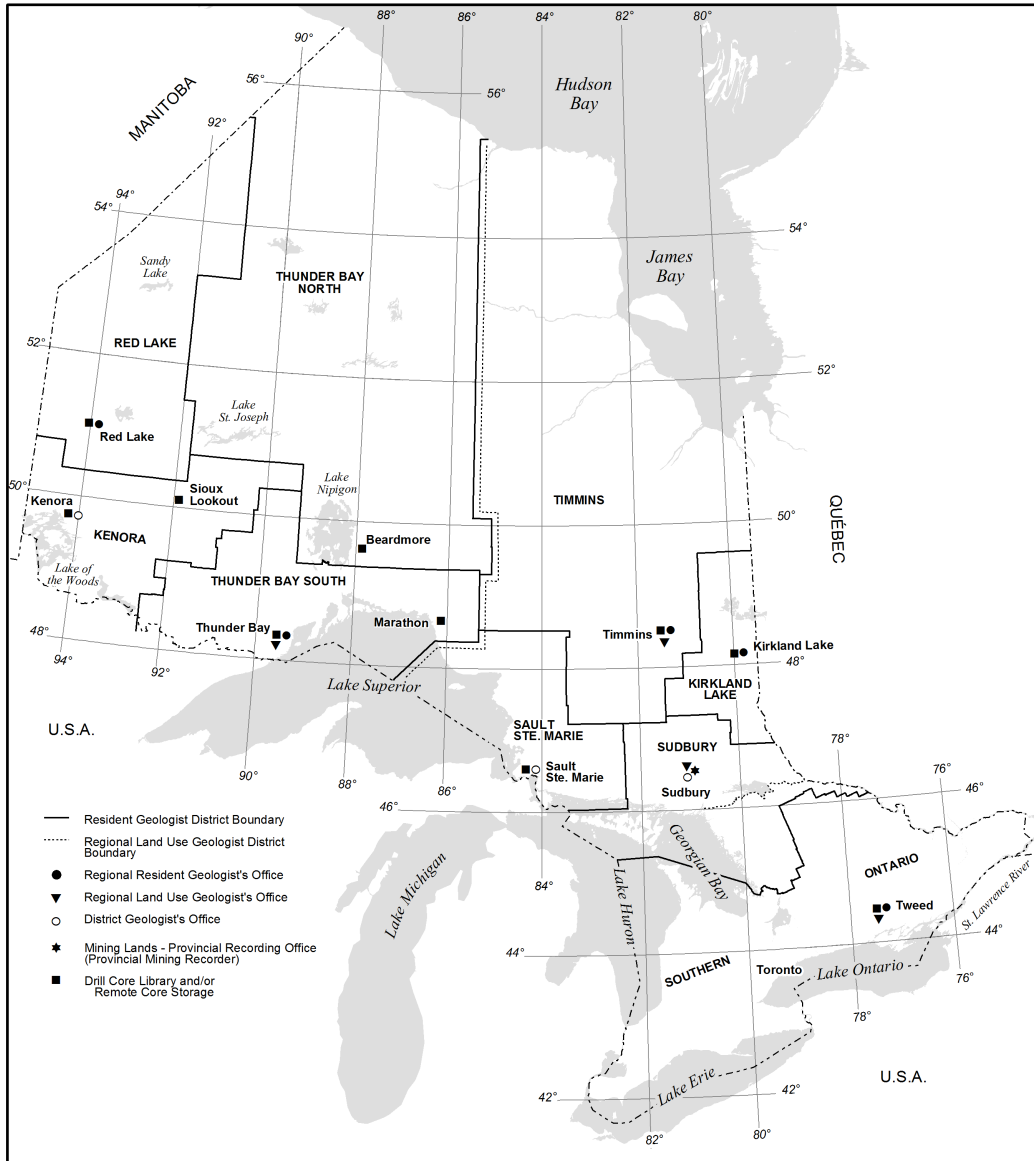 88°
86°
84°
82°
80°
90°
56°
56°
Hudson
Bay
MANITOBA
92°
94°
54°
54°
Sandy
Lake
THUNDER BAY
NORTH
James
Bay
RED LAKE
52°
52°
Lake
St. Joseph
Red Lake
Sioux
Lookout
Lake
Nipigon
TIMMINS
50°
50°
Kenora
KENORA
Beardmore
QUÉBEC
Lake of
the Woods
THUNDER BAY SOUTH
Marathon
Thunder Bay
Timmins
Kirkland Lake
48°
48°
94°
92°
KIRKLAND
LAKE
Lake Superior
U.S.A.
SAULT
STE. MARIE
SUDBURY
78°
76°
Sault
Ste. Marie
Sudbury
90°
88°
86°
46°
46°
84°
Georgian Bay
Lake Michigan
Lake Huron
ONTARIO
Tweed
St. Lawrence River
44°
44°
SOUTHERN
Toronto
Lake Ontario
78°
76°
Lake Erie
U.S.A.
42°
42°
82°
80°
Resident Geologist District Boundary
Regional Land Use Geologist District
Boundary
Regional Resident Geologist's Office
Regional Land Use Geologist's Office
District Geologist's Office
Mining Lands - Provincial Recording Office
(Provincial Mining Recorder)
Drill Core Library and/or
Remote Core Storage